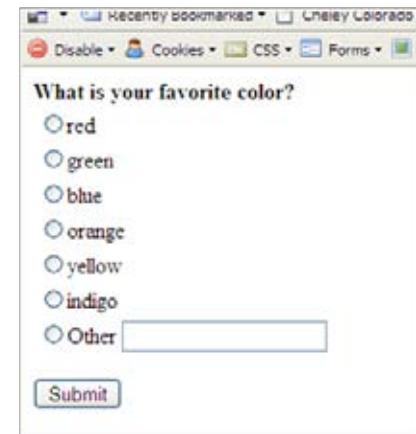 Recently Bookmarked Cheley Colorado
Disable Cookies CSS Forms
What is your favorite color?
red
green
blue
orange
yellow
indigo
Other
Submit